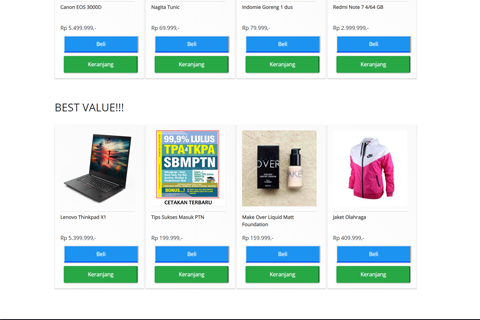 Canon EOS 3000D
Nagita Tunic
Indomie Goreng 1 dus
Redmi Note 7 4/64 GB
Rp 5.499.999,-
Rp 69.999,-
Rp 79.999,-
Rp 2.999.999,-
Beli
Beli
Beli
Beli
Keranjang
Keranjang
Keranjang
Keranjang
BEST VALUE!!!
99,9% LULUS
TPA•TKPA
SBMPTN
BONUS...!
CETAKAN TERBARU
OVER
AKE
Lenovo Thinkpad X1
Tips Sukses Masuk PTN
Make Over Liquid Matt
Foundation
Jaket Olahraga
Rp 5.399.999,-
Rp 199.999,-
Rp 159.999,-
Rp 409.999,-
Beli
Beli
Beli
Beli
Keranjang
Keranjang
Keranjang
Keranjang